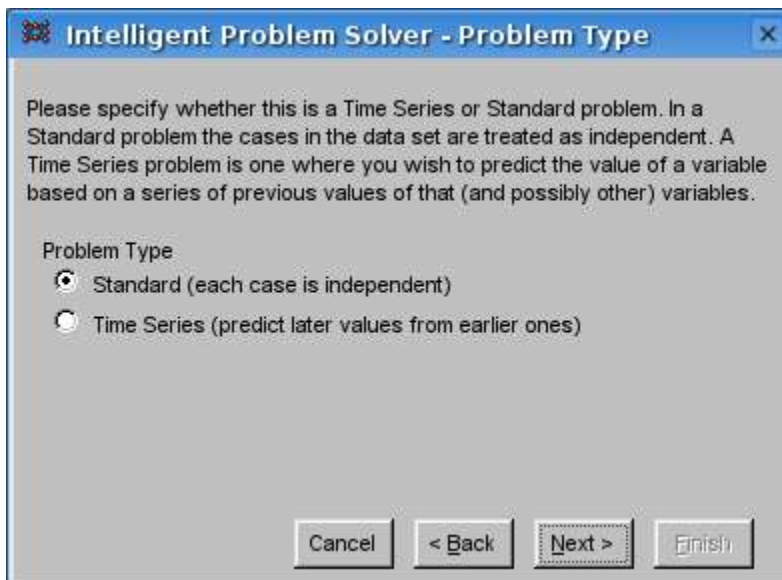 Intelligent Problem Solver - Problem Type
Please specify whether this is a Time Series or Standard problem. In a
Standard problem the cases in the data set are treated as independent. A
Time Series problem is one where you wish to predict the value of a variable
based on a series of previous values of that (and possibly other) variables.
Problem Type
Standard (each case is independent)
Time Series (predict later values from earlier ones)
Cancel
< Back
Next >
Finish